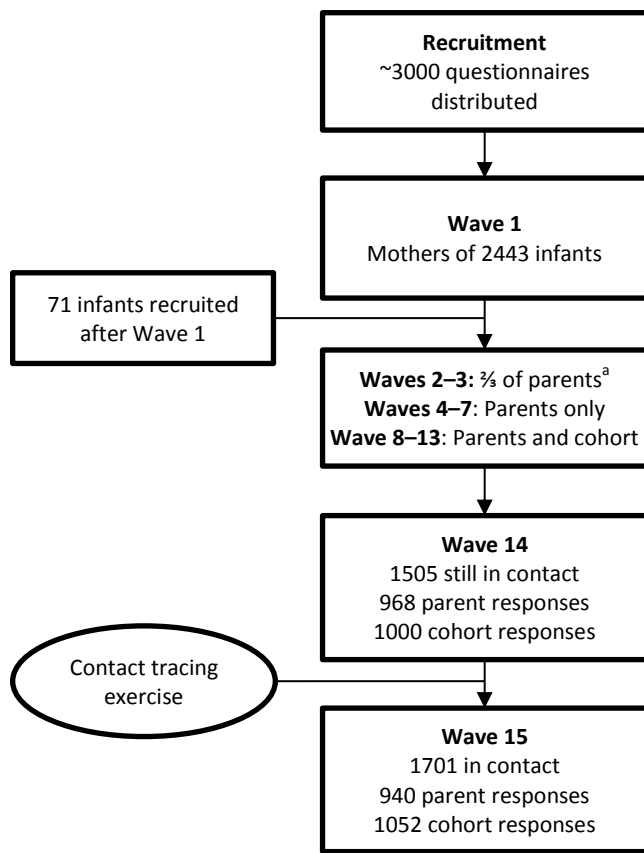 Recruitment
~3000 questionnaires
distributed
Wave 1
Mothers of 2443 infants
71 infants recruited
after Wave 1
Waves 2–3: ⅔ of parentsᵃ
Waves 4–7: Parents only
Wave 8–13: Parents and cohort
Wave 14
1505 still in contact
968 parent responses
1000 cohort responses
Contact tracing
exercise
Wave 15
1701 in contact
940 parent responses
1052 cohort responses